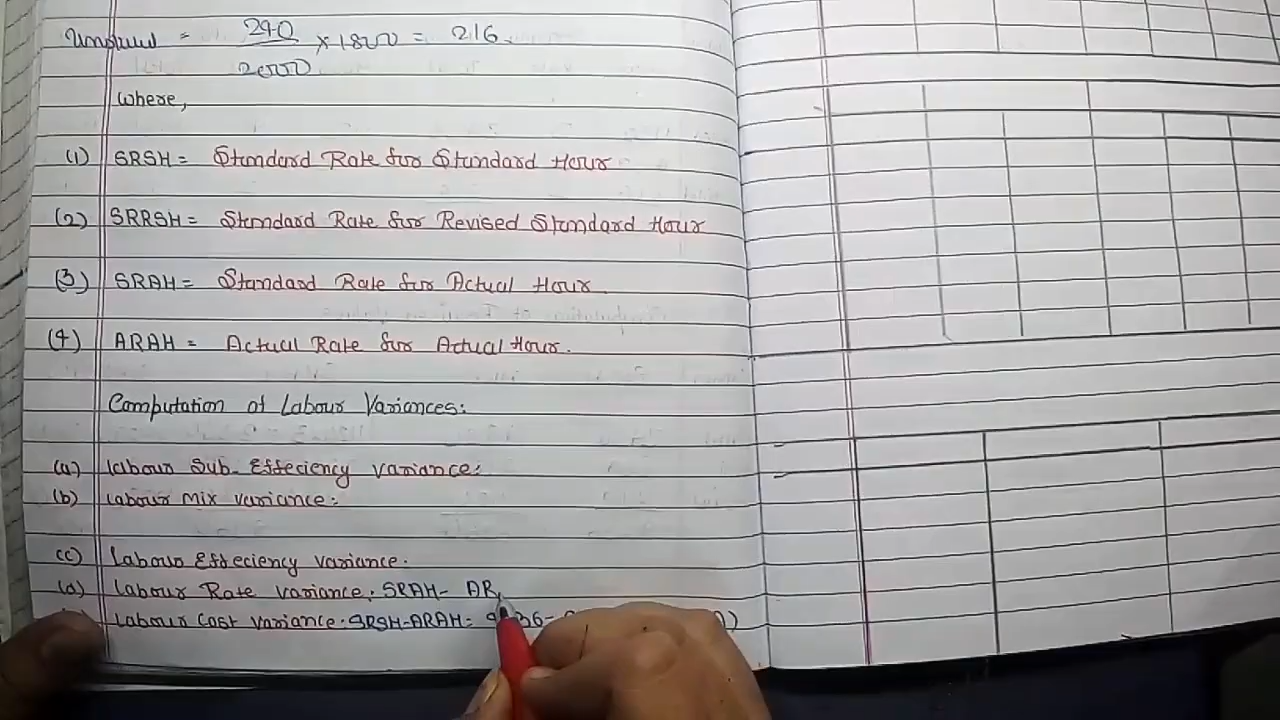 = 240/2000 × 1800 = 216.
Where,
(1) SRSH = Standard Rate for Standard Hour
(2) SRRSH = Standard Rate for Revised Standard Hour
(3) SRAH = Standard Rate for Actual Hour.
(4) ARAH = Actual Rate for Actual Hour.
Computation of Labour Variances:
(a) Labour Sub-Effeciency variance:
(b) Labour mix variance:
(c) Labour Effeciency variance.
(d) Labour Rate variance. SRAH- AR
Labour Cost Variance. SRSH-ARAH=